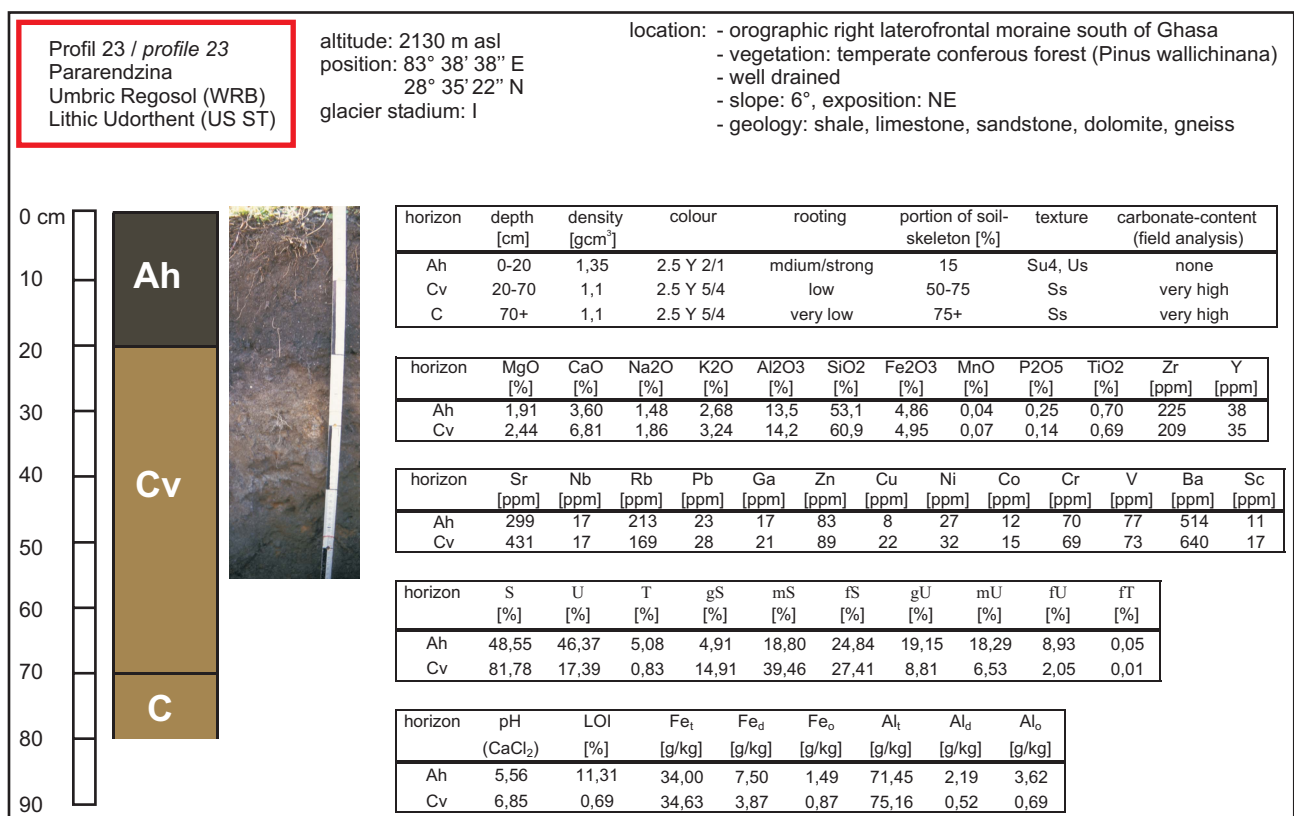 Profil 23 / profile 23
Pararendzina
Umbric Regosol (WRB)
Lithic Udorthent (US ST)
altitude: 2130 m asl
position: 83° 38’ 38’’ E
28° 35’ 22’’ N
glacier stadium: I
location: - orographic right laterofrontal moraine south of Ghasa
- vegetation: temperate conferous forest (Pinus wallichinana)
- well drained
- slope: 6°, exposition: NE
- geology: shale, limestone, sandstone, dolomite, gneiss
0 cm
10
20
30
40
50
60
70
80
90
Ah
Cv
C
horizon depth density colour rooting portion of soil- texture carbonate-content
[cm] [gcm³] skeleton [%] (field analysis)
Ah 0-20 1,35 2.5 Y 2/1 mdium/strong 15 Su4, Us none
Cv 20-70 1,1 2.5 Y 5/4 low 50-75 Ss very high
C 70+ 1,1 2.5 Y 5/4 very low 75+ Ss very high
horizon MgO CaO Na2O K2O Al2O3 SiO2 Fe2O3 MnO P2O5 TiO2 Zr Y
[%] [%] [%] [%] [%] [%] [%] [%] [%] [%] [ppm] [ppm]
Ah 1,91 3,60 1,48 2,68 13,5 53,1 4,86 0,04 0,25 0,70 225 38
Cv 2,44 6,81 1,86 3,24 14,2 60,9 4,95 0,07 0,14 0,69 209 35
horizon Sr Nb Rb Pb Ga Zn Cu Ni Co Cr V Ba Sc
[ppm] [ppm] [ppm] [ppm] [ppm] [ppm] [ppm] [ppm] [ppm] [ppm] [ppm] [ppm] [ppm]
Ah 299 17 213 23 17 83 8 27 12 70 77 514 11
Cv 431 17 169 28 21 89 22 32 15 69 73 640 17
horizon S U T gS mS fS gU mU fU fT
[%] [%] [%] [%] [%] [%] [%] [%] [%] [%]
Ah 48,55 46,37 5,08 4,91 18,80 24,84 19,15 18,29 8,93 0,05
Cv 81,78 17,39 0,83 14,91 39,46 27,41 8,81 6,53 2,05 0,01
horizon pH LOI Feₜ Fe_d Feₒ Alₜ Al_d Alₒ
(CaCl₂) [%] [g/kg] [g/kg] [g/kg] [g/kg] [g/kg] [g/kg]
Ah 5,56 11,31 34,00 7,50 1,49 71,45 2,19 3,62
Cv 6,85 0,69 34,63 3,87 0,87 75,16 0,52 0,69